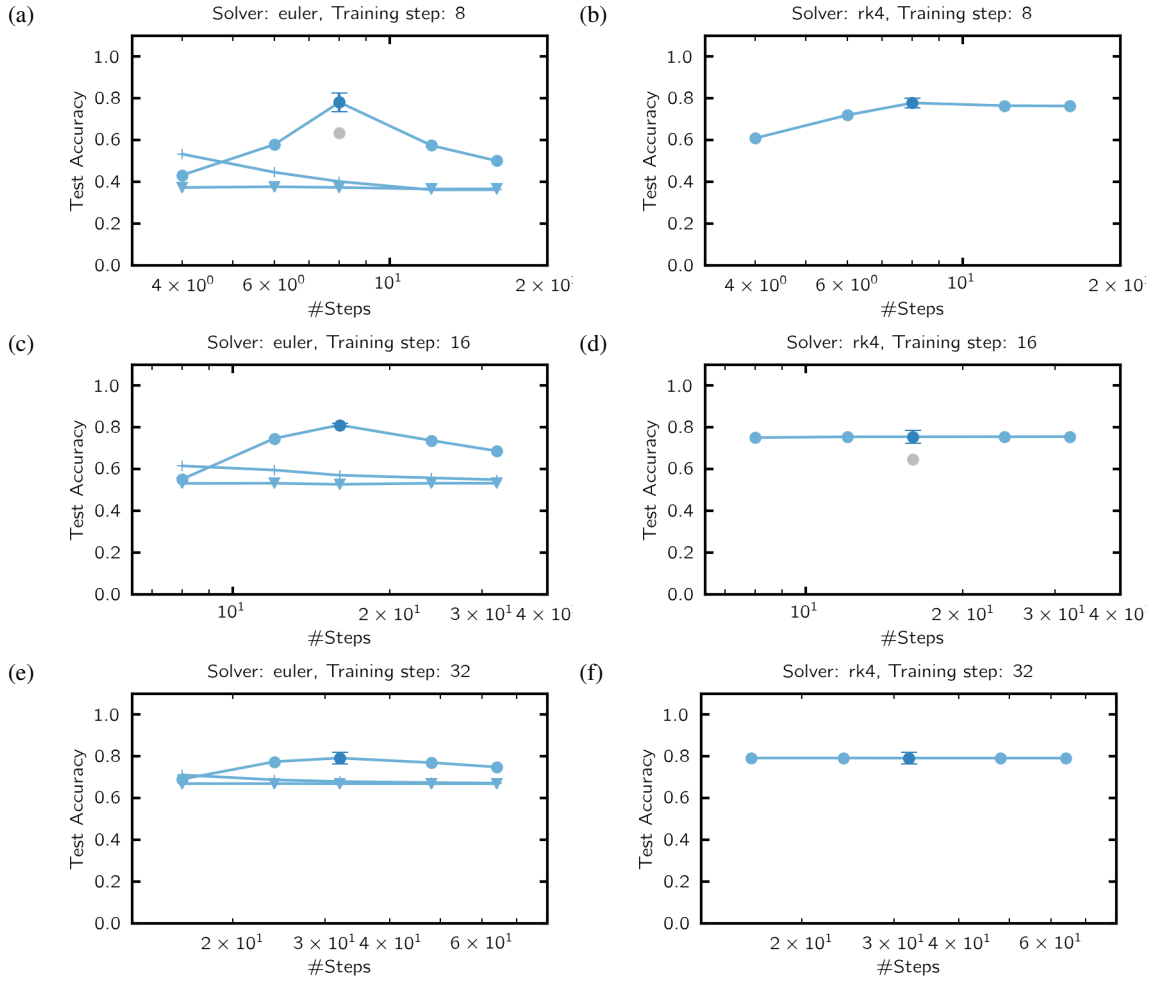 (a)
Solver: euler, Training step: 8
1.0
0.8
0.6
0.4
0.2
0.0
Test Accuracy
4 × 10⁰
6 × 10⁰
10¹
2 × 10
#Steps
(b)
Solver: rk4, Training step: 8
1.0
0.8
0.6
0.4
0.2
0.0
Test Accuracy
4 × 10⁰
6 × 10⁰
10¹
2 × 10
#Steps
(c)
Solver: euler, Training step: 16
1.0
0.8
0.6
0.4
0.2
0.0
Test Accuracy
10¹
2 × 10¹
3 × 10¹
4 × 10
#Steps
(d)
Solver: rk4, Training step: 16
1.0
0.8
0.6
0.4
0.2
0.0
Test Accuracy
10¹
2 × 10¹
3 × 10¹
4 × 10
#Steps
(e)
Solver: euler, Training step: 32
1.0
0.8
0.6
0.4
0.2
0.0
Test Accuracy
2 × 10¹
3 × 10¹
4 × 10¹
6 × 10¹
#Steps
(f)
Solver: rk4, Training step: 32
1.0
0.8
0.6
0.4
0.2
0.0
Test Accuracy
2 × 10¹
3 × 10¹
4 × 10¹
6 × 10¹
#Steps